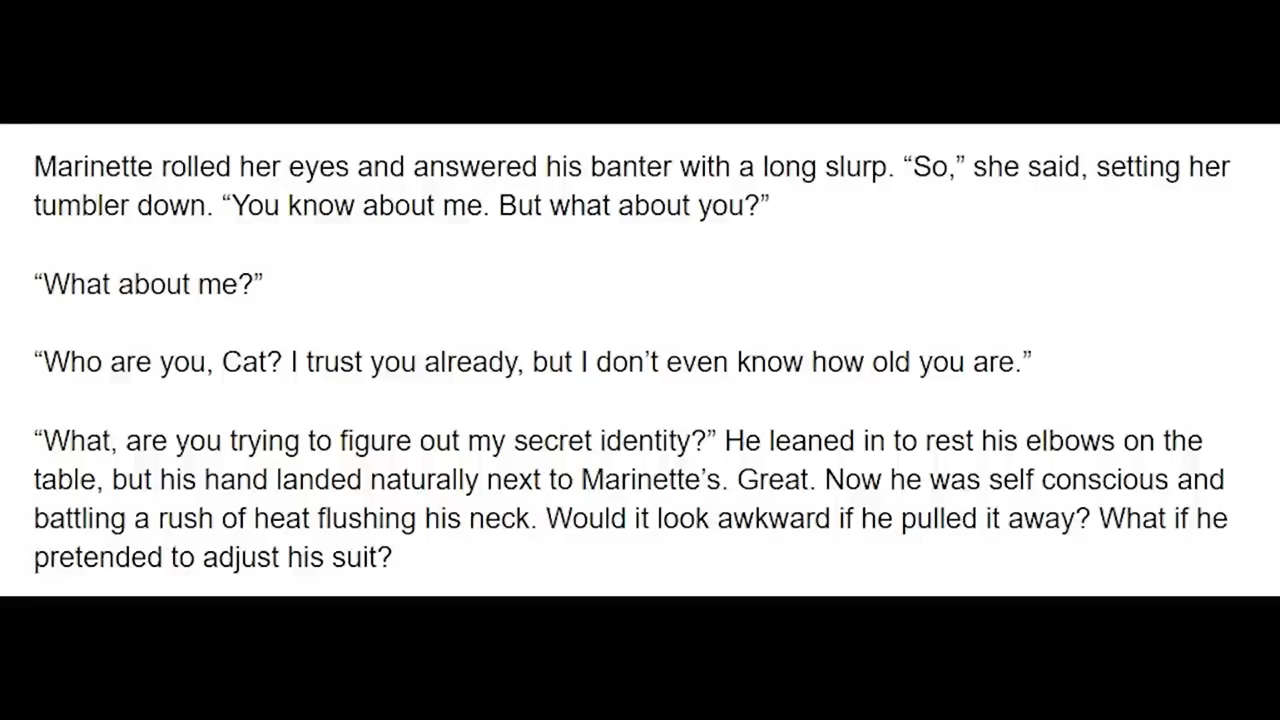 Marinette rolled her eyes and answered his banter with a long slurp. “So,” she said, setting her
tumbler down. “You know about me. But what about you?”
“What about me?”
“Who are you, Cat? I trust you already, but I don’t even know how old you are.”
“What, are you trying to figure out my secret identity?” He leaned in to rest his elbows on the
table, but his hand landed naturally next to Marinette’s. Great. Now he was self conscious and
battling a rush of heat flushing his neck. Would it look awkward if he pulled it away? What if he
pretended to adjust his suit?